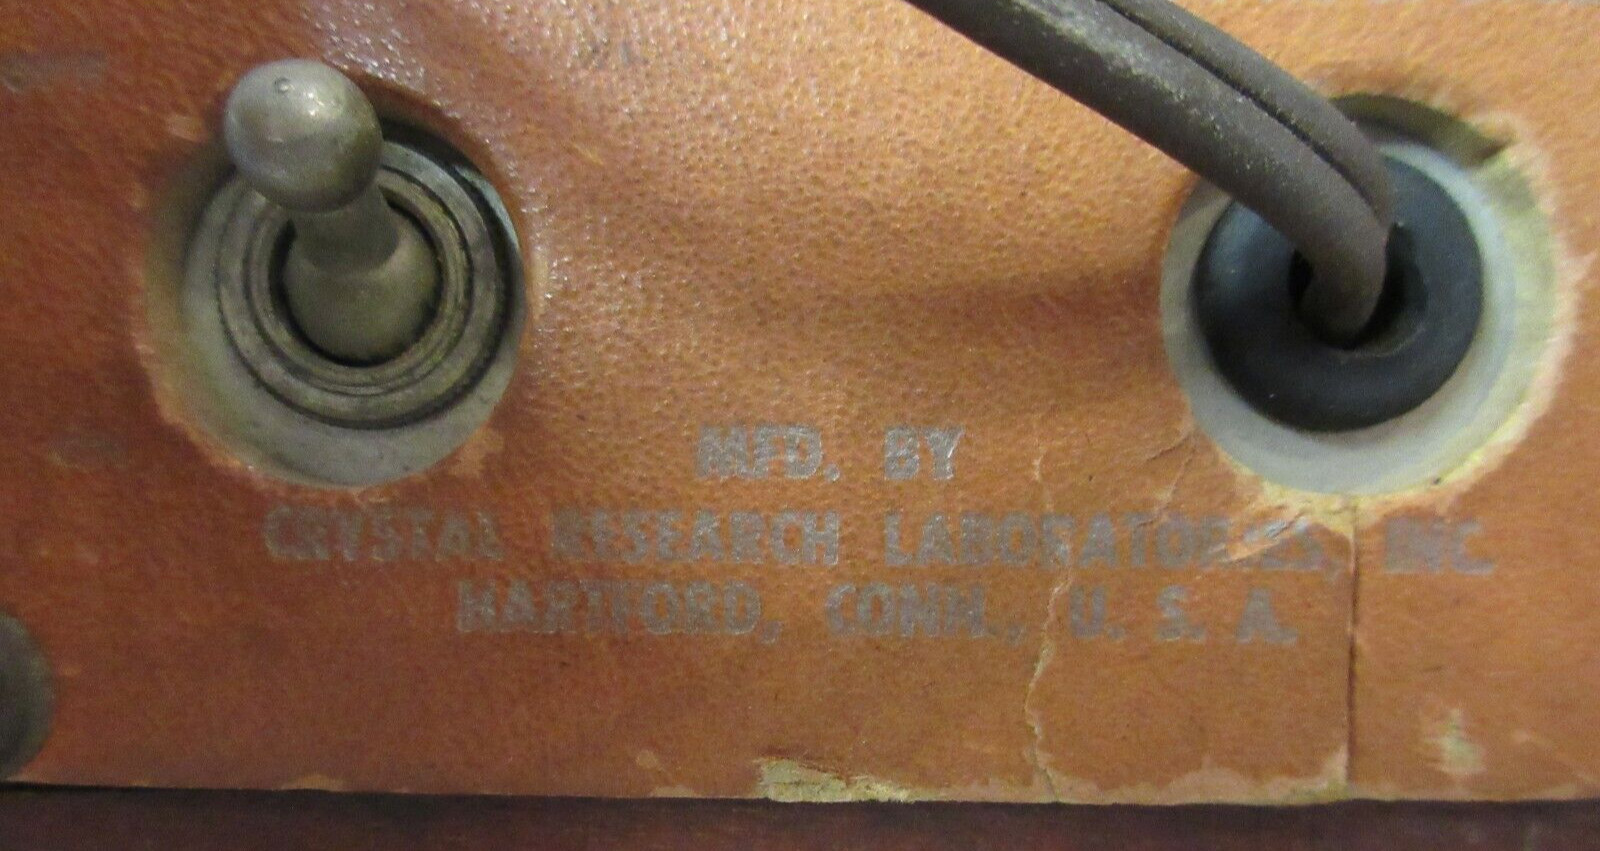 MFD. BY
CRYSTAL RESEARCH LABORATORIES, INC.
HARTFORD, CONN., U. S. A.